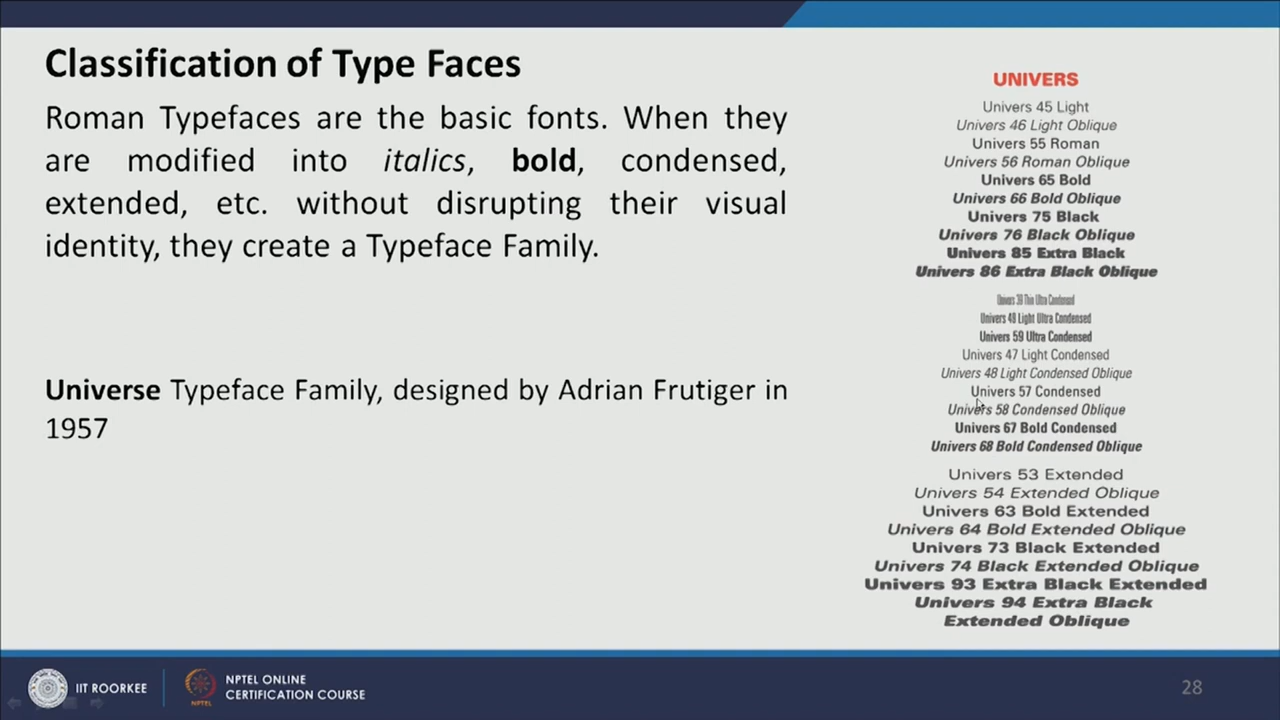 Classification of Type Faces
Roman Typefaces are the basic fonts. When they
are modified into italics, bold, condensed,
extended, etc. without disrupting their visual
identity, they create a Typeface Family.
Universe Typeface Family, designed by Adrian Frutiger in
1957
UNIVERS
Univers 45 Light
Univers 46 Light Oblique
Univers 55 Roman
Univers 56 Roman Oblique
Univers 65 Bold
Univers 66 Bold Oblique
Univers 75 Black
Univers 76 Black Oblique
Univers 85 Extra Black
Univers 86 Extra Black Oblique
Univers 39 Thin Ultra Condensed
Univers 49 Light Ultra Condensed
Univers 59 Ultra Condensed
Univers 47 Light Condensed
Univers 48 Light Condensed Oblique
Univers 57 Condensed
Univers 58 Condensed Oblique
Univers 67 Bold Condensed
Univers 68 Bold Condensed Oblique
Univers 53 Extended
Univers 54 Extended Oblique
Univers 63 Bold Extended
Univers 64 Bold Extended Oblique
Univers 73 Black Extended
Univers 74 Black Extended Oblique
Univers 93 Extra Black Extended
Univers 94 Extra Black
Extended Oblique
IIT ROORKEE
NPTEL
NPTEL ONLINE
CERTIFICATION COURSE
28